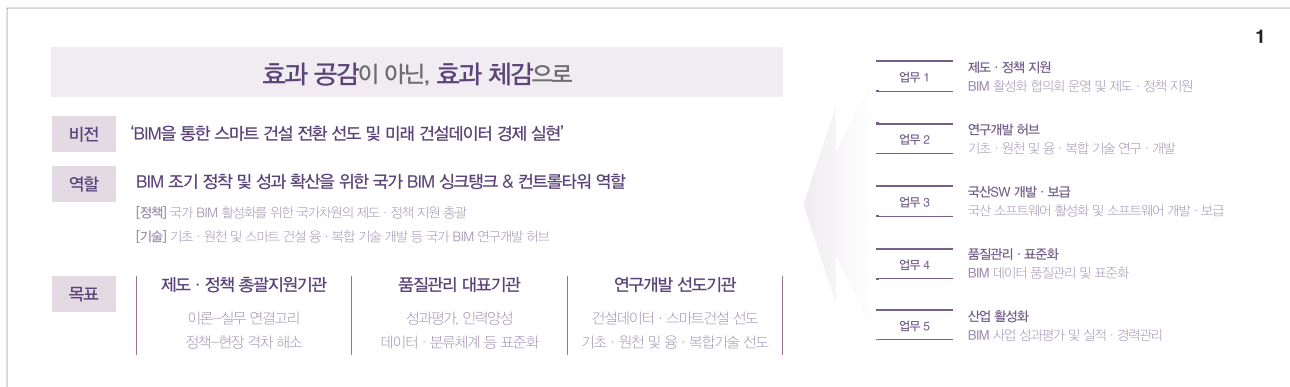 1
효과 공감이 아닌, 효과 체감으로
비전
‘BIM을 통한 스마트 건설 전환 선도 및 미래 건설데이터 경제 실현’
역할
BIM 조기 정착 및 성과 확산을 위한 국가 BIM 싱크탱크 & 컨트롤타워 역할
[정책] 국가 BIM 활성화를 위한 국가차원의 제도 · 정책 지원 총괄
[기술] 기초 · 원천 및 스마트 건설 융 · 복합 기술 개발 등 국가 BIM 연구개발 허브
목표
제도 · 정책 총괄지원기관
이론–실무 연결고리
정책–현장 격차 해소
품질관리 대표기관
성과평가, 인력양성
데이터 · 분류체계 등 표준화
연구개발 선도기관
건설데이터 · 스마트건설 선도
기초 · 원천 및 융 · 복합기술 선도
업무 1
제도 · 정책 지원
BIM 활성화 협의회 운영 및 제도 · 정책 지원
업무 2
연구개발 허브
기초 · 원천 및 융 · 복합 기술 연구 · 개발
업무 3
국산SW 개발 · 보급
국산 소프트웨어 활성화 및 소프트웨어 개발 · 보급
업무 4
품질관리 · 표준화
BIM 데이터 품질관리 및 표준화
업무 5
산업 활성화
BIM 사업 성과평가 및 실적 · 경력관리